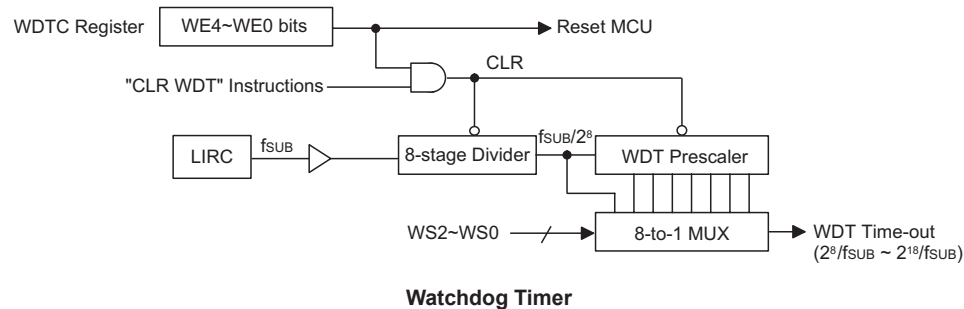 WDTC Register
WE4~WE0 bits
Reset MCU
CLR
"CLR WDT" Instructions
LIRC
fSUB
8-stage Divider
fSUB/2⁸
WDT Prescaler
WS2~WS0
8-to-1 MUX
WDT Time-out
(2⁸/fSUB ~ 2¹⁸/fSUB)
Watchdog Timer